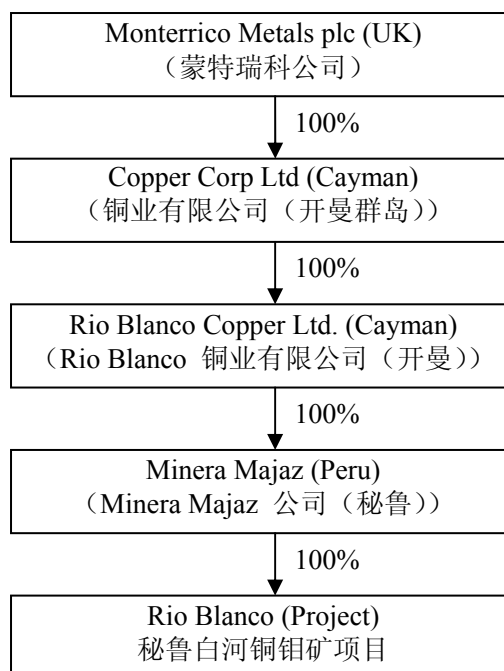 Monterrico Metals plc (UK)
（蒙特瑞科公司）
100%
Copper Corp Ltd (Cayman)
（铜业有限公司（开曼群岛））
100%
Rio Blanco Copper Ltd. (Cayman)
（Rio Blanco 铜业有限公司（开曼））
100%
Minera Majaz (Peru)
（Minera Majaz 公司（秘鲁））
100%
Rio Blanco (Project)
秘鲁白河铜钼矿项目